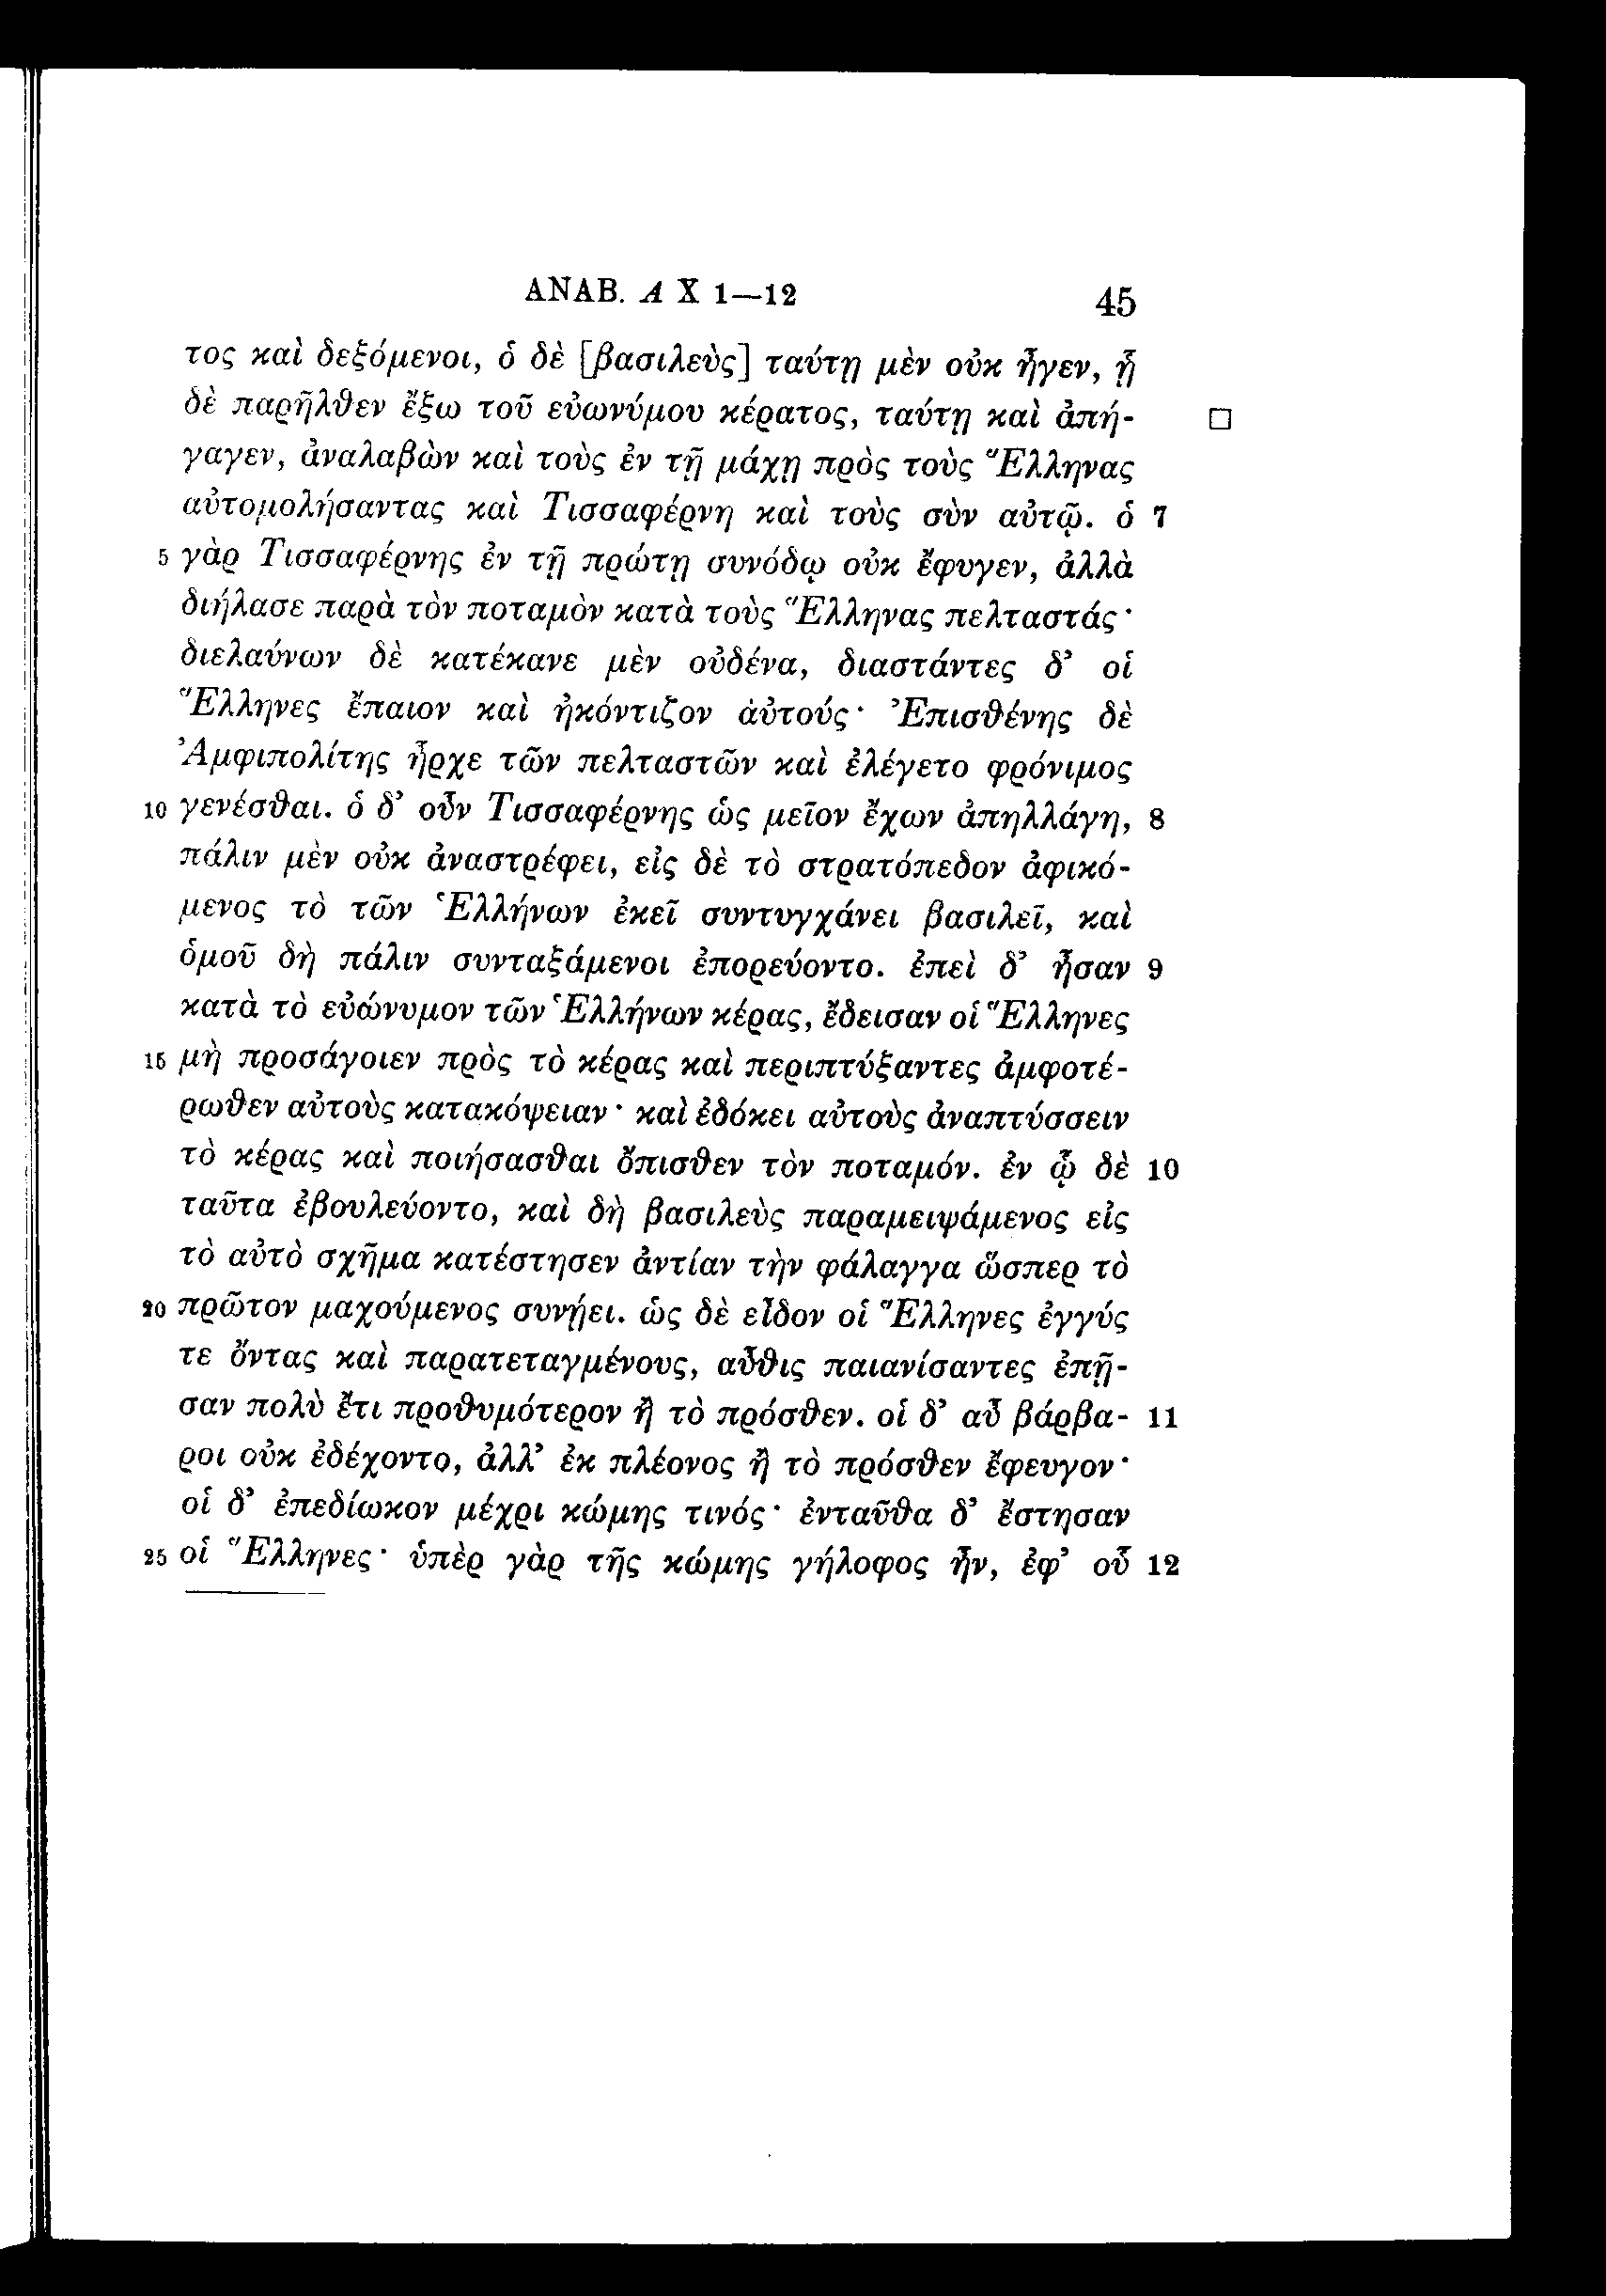 ΑΝΑΒ. Α Χ 1—12 45
τος καὶ δεξόμενοι, ὁ δὲ [βασιλεὺς] ταύτῃ μὲν οὐκ ἦγεν, ᾗ
δὲ παρῆλθεν ἔξω τοῦ εὐωνύμου κέρατος, ταύτῃ καὶ ἀπή-
γαγεν, ἀναλαβὼν καὶ τοὺς ἐν τῇ μάχῃ πρὸς τοὺς Ἕλληνας
αὐτομολήσαντας καὶ Τισσαφέρνη καὶ τοὺς σὺν αὐτῷ. ὁ 7
5 γὰρ Τισσαφέρνης ἐν τῇ πρώτῃ συνόδῳ οὐκ ἔφυγεν, ἀλλὰ
διήλασε παρὰ τὸν ποταμὸν κατὰ τοὺς Ἕλληνας πελταστάς·
διελαύνων δὲ κατέκανε μὲν οὐδένα, διαστάντες δ’ οἱ
Ἕλληνες ἔπαιον καὶ ἠκόντιζον αὐτούς· Ἐπισθένης δὲ
Ἀμφιπολίτης ἦρχε τῶν πελταστῶν καὶ ἐλέγετο φρόνιμος
10 γενέσθαι. ὁ δ’ οὖν Τισσαφέρνης ὡς μεῖον ἔχων ἀπηλλάγη, 8
πάλιν μὲν οὐκ ἀναστρέφει, εἰς δὲ τὸ στρατόπεδον ἀφικό-
μενος τὸ τῶν Ἑλλήνων ἐκεῖ συντυγχάνει βασιλεῖ, καὶ
ὁμοῦ δὴ πάλιν συνταξάμενοι ἐπορεύοντο. ἐπεὶ δ’ ἦσαν 9
κατὰ τὸ εὐώνυμον τῶν Ἑλλήνων κέρας, ἔδεισαν οἱ Ἕλληνες
15 μὴ προσάγοιεν πρὸς τὸ κέρας καὶ περιπτύξαντες ἀμφοτέ-
ρωθεν αὐτοὺς κατακόψειαν· καὶ ἐδόκει αὐτοὺς ἀναπτύσσειν
τὸ κέρας καὶ ποιήσασθαι ὄπισθεν τὸν ποταμόν. ἐν ᾧ δὲ 10
ταῦτα ἐβουλεύοντο, καὶ δὴ βασιλεὺς παραμειψάμενος εἰς
τὸ αὐτὸ σχῆμα κατέστησεν ἀντίαν τὴν φάλαγγα ὥσπερ τὸ
20 πρῶτον μαχούμενος συνῄει. ὡς δὲ εἶδον οἱ Ἕλληνες ἐγγύς
τε ὄντας καὶ παρατεταγμένους, αὖθις παιανίσαντες ἐπῇ-
σαν πολὺ ἔτι προθυμότερον ἢ τὸ πρόσθεν. οἱ δ’ αὖ βάρβα- 11
ροι οὐκ ἐδέχοντο, ἀλλ’ ἐκ πλέονος ἢ τὸ πρόσθεν ἔφευγον·
οἱ δ’ ἐπεδίωκον μέχρι κώμης τινός· ἐνταῦθα δ’ ἔστησαν
25 οἱ Ἕλληνες· ὑπὲρ γὰρ τῆς κώμης γήλοφος ἦν, ἐφ’ οὗ 12